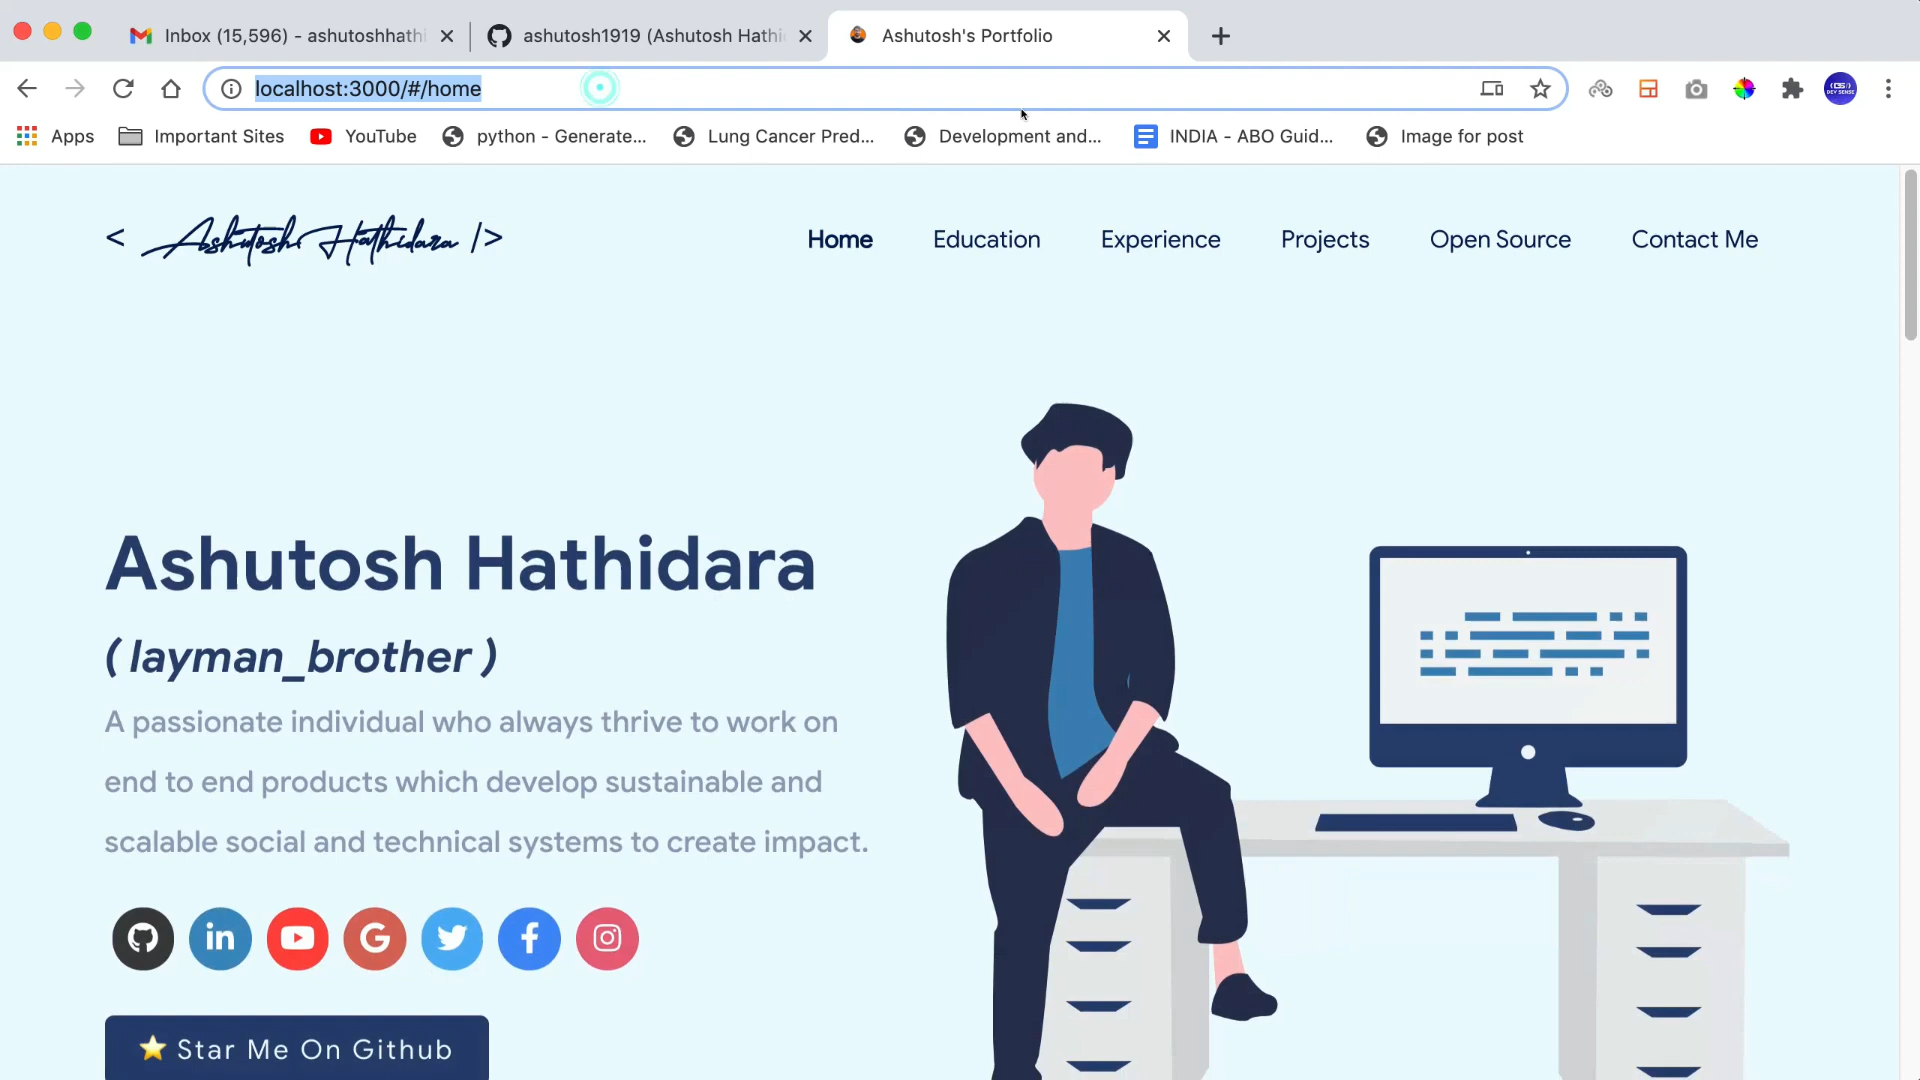 Inbox (15,596) - ashutoshhathi
ashutosh1919 (Ashutosh Hathi
Ashutosh's Portfolio
localhost:3000/#/home
Apps
Important Sites
YouTube
python - Generate...
Lung Cancer Pred...
Development and...
INDIA - ABO Guid...
Image for post
< Ashutosh Hathidara />
Home
Education
Experience
Projects
Open Source
Contact Me
Ashutosh Hathidara
( layman_brother )
A passionate individual who always thrive to work on
end to end products which develop sustainable and
scalable social and technical systems to create impact.
⭐ Star Me On Github